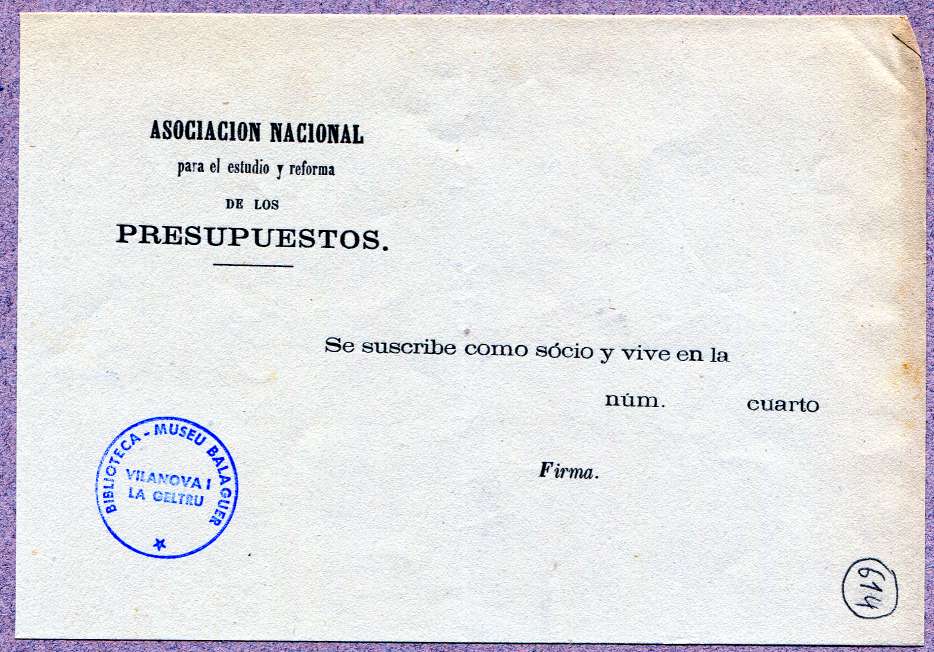 ASOCIACION NACIONAL
para el estudio y reforma
DE LOS
PRESUPUESTOS.
Se suscribe como sócio y vive en la
núm. cuarto
Firma.
BIBLIOTECA - MUSEU BALAGUER
VILANOVA I
LA GELTRU
614